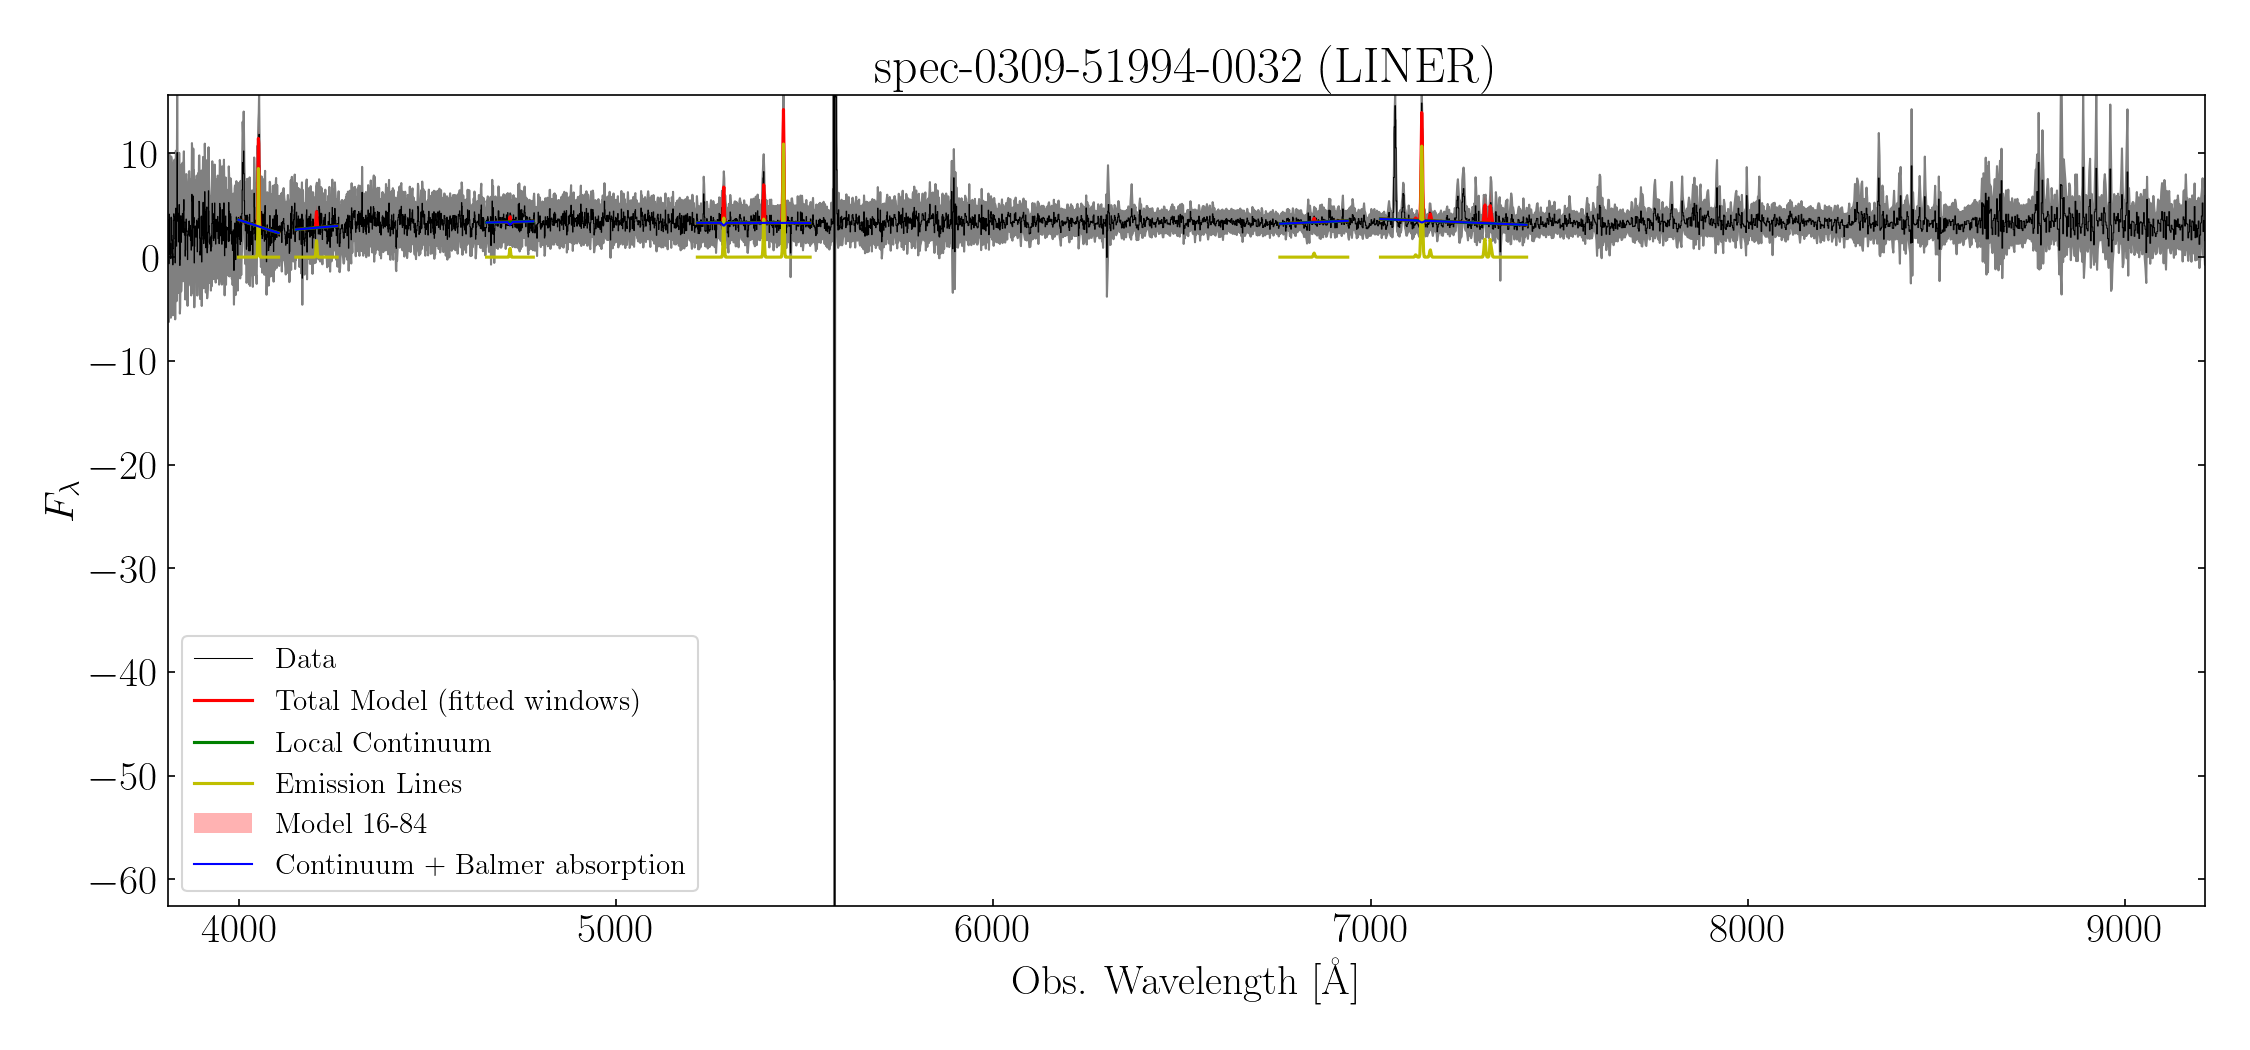 spec-0309-51994-0032 (LINER)
10
0
−10
−20
−30
−40
−50
−60
F_λ
Data
Total Model (fitted windows)
Local Continuum
Emission Lines
Model 16-84
Continuum + Balmer absorption
4000 5000 6000 7000 8000 9000
Obs. Wavelength [Å]